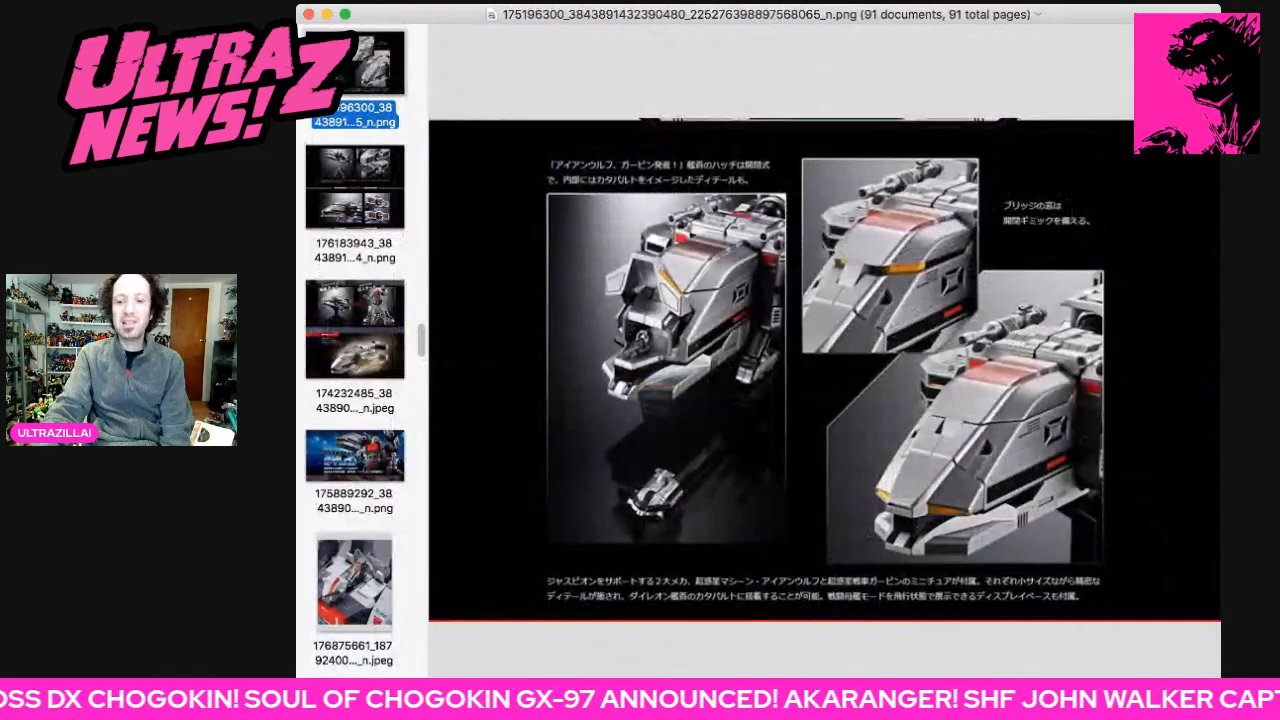 175196300_3843891432390480_225276398897568065_n.png (91 documents, 91 total pages)
ULTRAZ
NEWS!
96300_38
43891...5_n.png
176183943_38
43891...4_n.png
174232485_38
43890..._n.jpeg
175889292_38
43890..._n.png
176875661_187
92400..._n.jpeg
「アイアンウルフ、ガービン発進！」艦首のハッチは開閉式
で、内部にはカタパルトをイメージしたディテールも。
ブリッジの窓は
開閉ギミックを備える。
ジャスピオンをサポートする2大メカ、超惑星マシーン・アイアンウルフと超惑星戦車ガービンのミニチュアが付属。それぞれ小サイズながら精密な
ディテールが施され、ダイレオン艦首のカタパルトに搭載することが可能。戦闘母艦モードを飛行状態で展示できるディスプレイベースも付属。
ULTRAZILLA!
OSS DX CHOGOKIN! SOUL OF CHOGOKIN GX-97 ANNOUNCED! AKARANGER! SHF JOHN WALKER CAPT